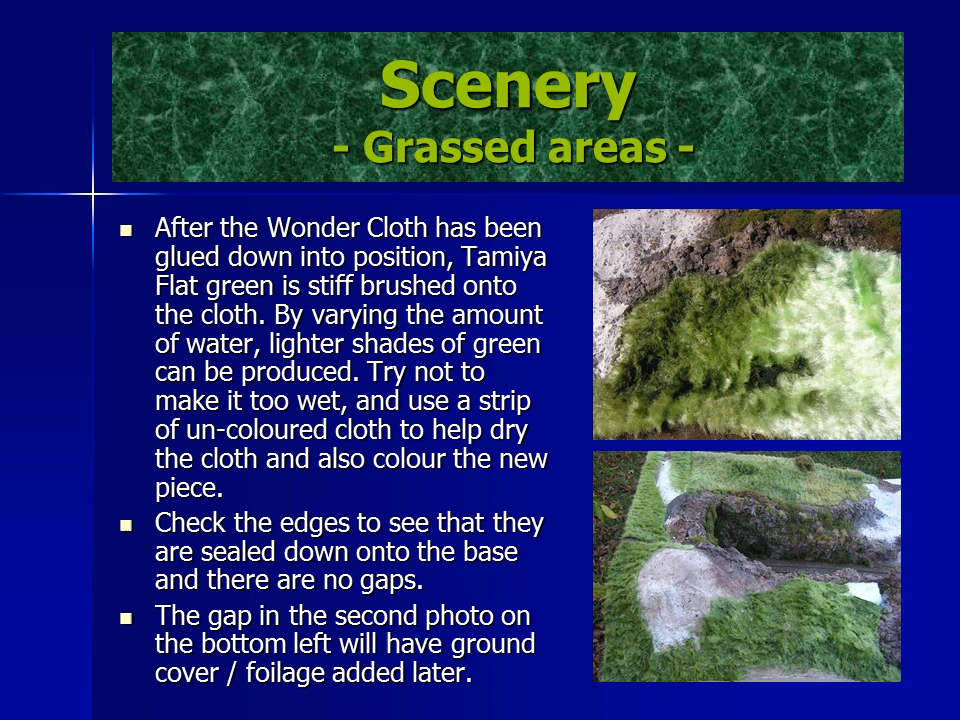 Scenery
- Grassed areas -
After the Wonder Cloth has been
glued down into position, Tamiya
Flat green is stiff brushed onto
the cloth. By varying the amount
of water, lighter shades of green
can be produced. Try not to
make it too wet, and use a strip
of un-coloured cloth to help dry
the cloth and also colour the new
piece.
Check the edges to see that they
are sealed down onto the base
and there are no gaps.
The gap in the second photo on
the bottom left will have ground
cover / foilage added later.